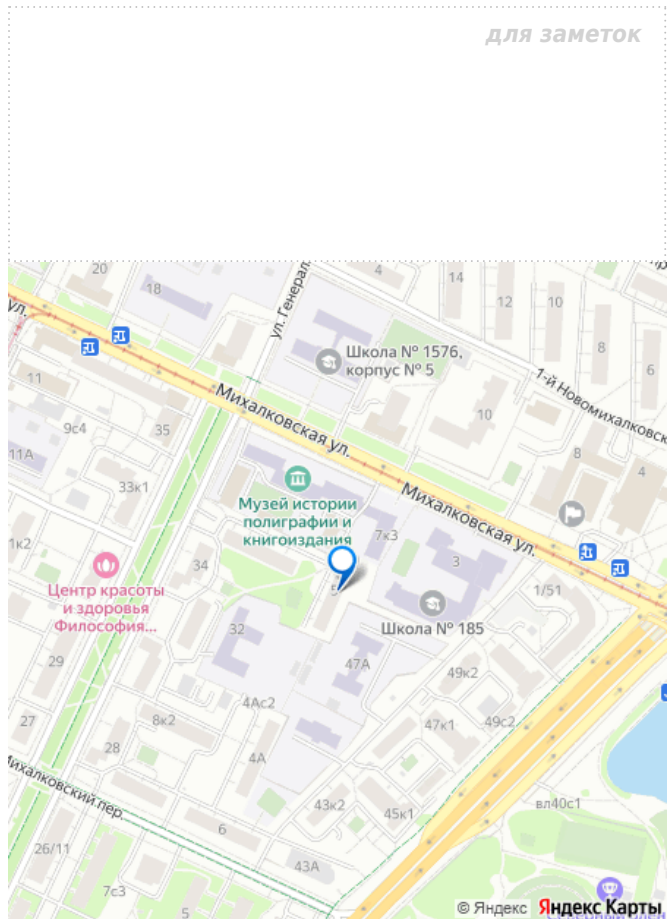 для заметок
20
4
14
18
12
10
8
6
ул.
ул. Генерал.
Школа № 1576,
корпус № 5
1-й Новомихалковск
11
Михалковская ул.
10
9с4
35
8
4
11А
33к1
Михалковская ул.
Музей истории
полиграфии и
книгоиздания
7к3
3
1к2
34
5
1/51
Центр красоты
и здоровья
Философия...
32
Школа № 185
29
47А
49к2
4Ас2
27
8к2
47к1
49с2
28
4А
Михалковский пер.
43к2
45к1
вл40с1
6
26/11
43А
7с3
5
© Яндекс Яндекс Карты